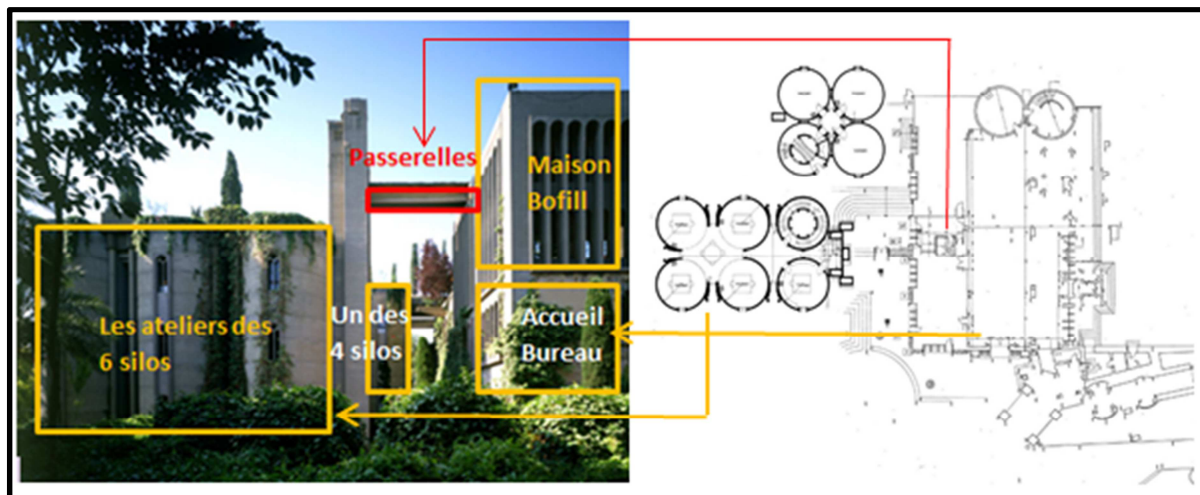 Passerelles
Maison
Bofill
Les ateliers des
6 silos
Un des
4 silos
Accueil
Bureau